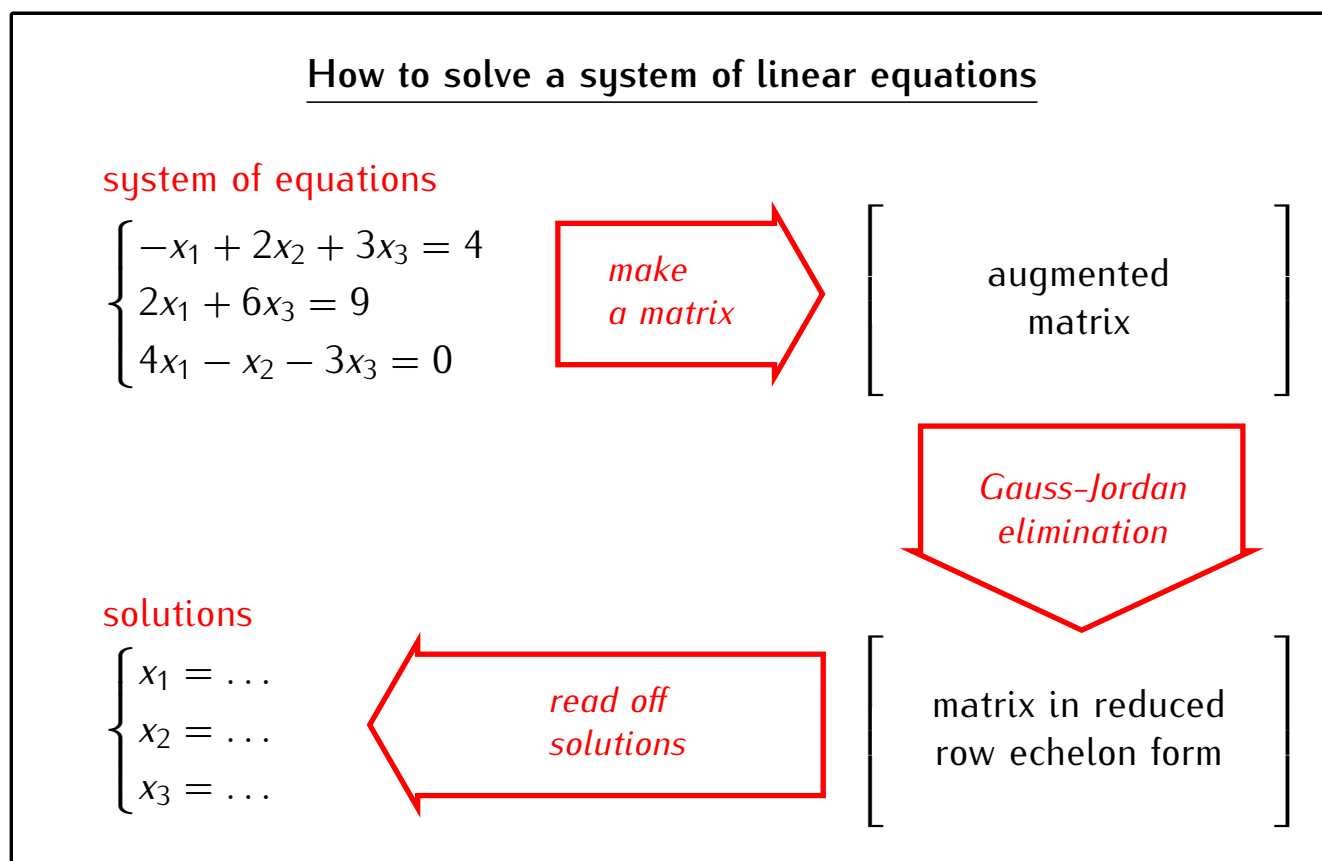 How to solve a system of linear equations
system of equations
−x₁ + 2x₂ + 3x₃ = 4
2x₁ + 6x₃ = 9
4x₁ − x₂ − 3x₃ = 0
make
a matrix
augmented
matrix
Gauss-Jordan
elimination
matrix in reduced
row echelon form
read off
solutions
solutions
x₁ = . . .
x₂ = . . .
x₃ = . . .